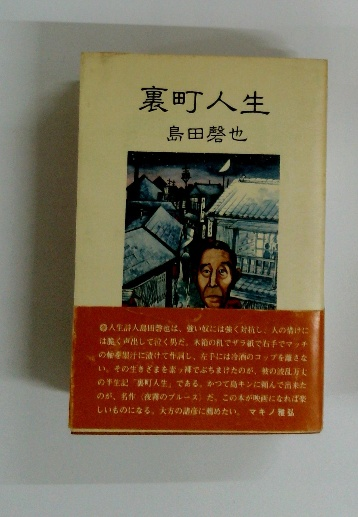 裏町人生
島田磬也
人生詩人島田磬也は、強い奴には強く対抗し、人の情けに
は脆く声出して泣く男だ。木箱の机でザラ紙で右手でマッチ
の軸を墨汁に漬けて作詞し、左手には冷酒のコップを離さな
い。その生きざまを素っ裸でぶちまけたのが、彼の波乱万丈
の半生記「裏町人生」である。かつて島キンに頼んで出来た
のが、名作〔夜霧のブルース〕だ。この本が映画になれば楽
しいものになる。大方の諸彦に薦めたい。 マキノ雅弘